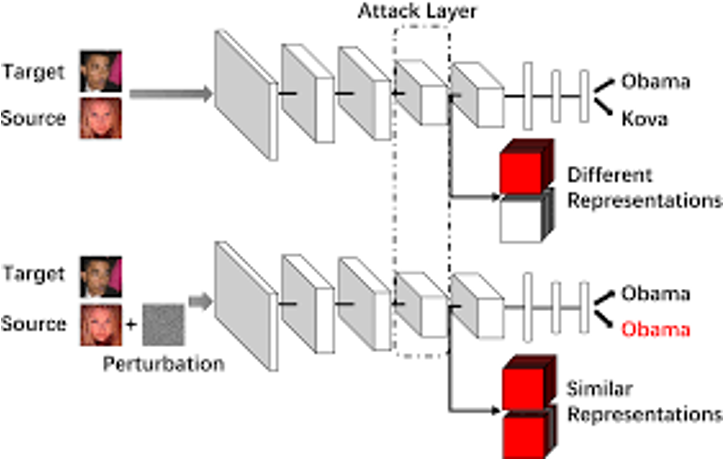 Attack Layer
Target
Source
Obama
Kova
Different
Representations
Target
Source
+
Perturbation
Obama
Obama
Similar
Representations